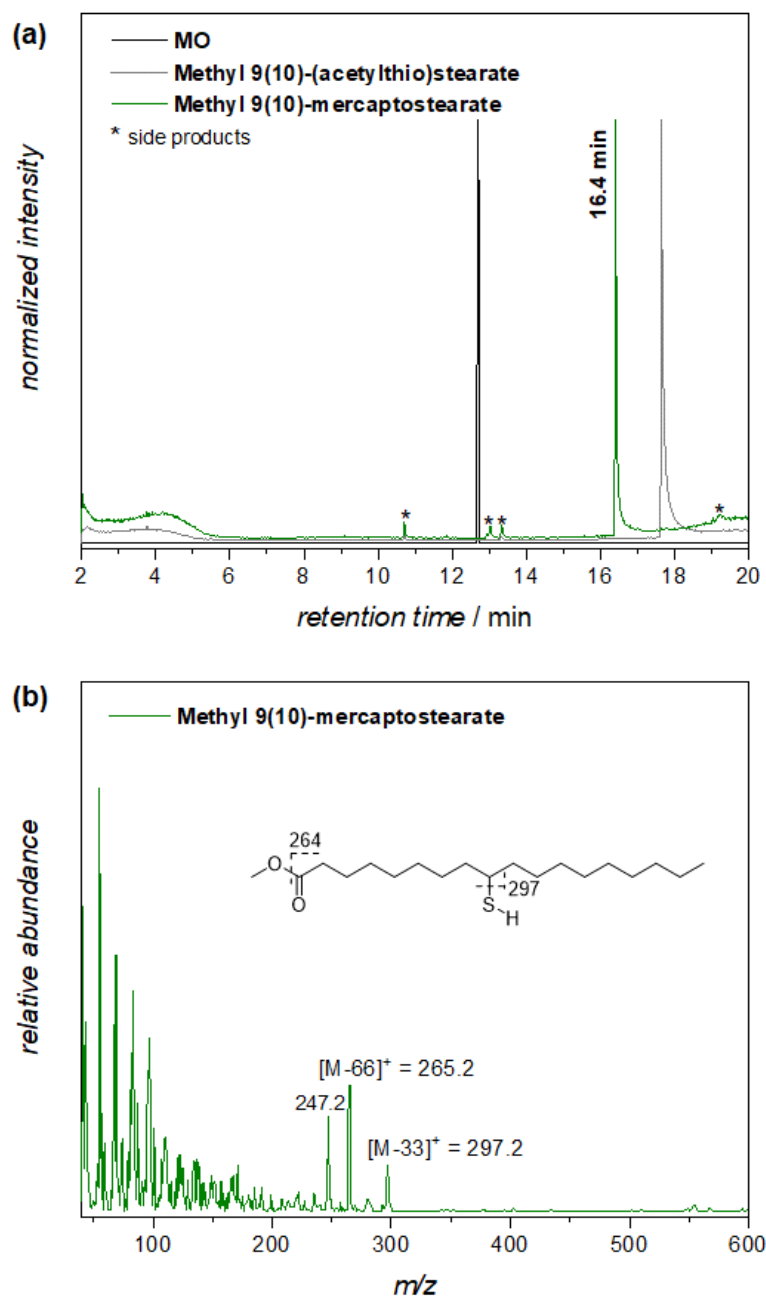 (a)
MO
Methyl 9(10)-(acetylthio)stearate
Methyl 9(10)-mercaptostearate
* side products
16.4 min
normalized intensity
* * * *
2 4 6 8 10 12 14 16 18 20
retention time / min
(b)
Methyl 9(10)-mercaptostearate
264
O
O
297
S
H
relative abundance
[M-66]⁺ = 265.2
247.2
[M-33]⁺ = 297.2
100 200 300 400 500 600
m/z